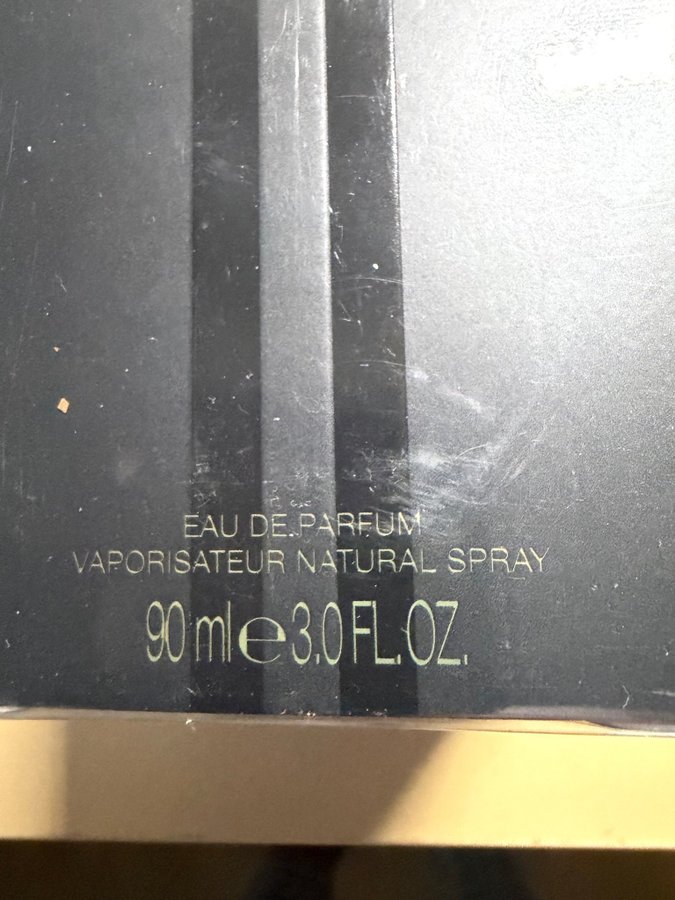 EAU DE PARFUM
VAPORISATEUR NATURAL SPRAY
90 ml e 3.0 FL. OZ.